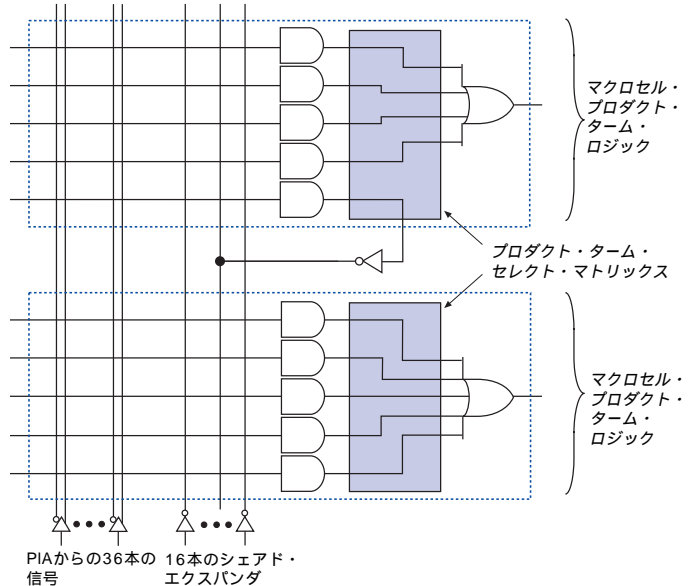 マクロセル・
プロダクト・
ターム・
ロジック
プロダクト・ターム・
セレクト・マトリックス
マクロセル・
プロダクト・
ターム・
ロジック
PIAからの36本の
信号
16本のシェアド・
エクスパンダ